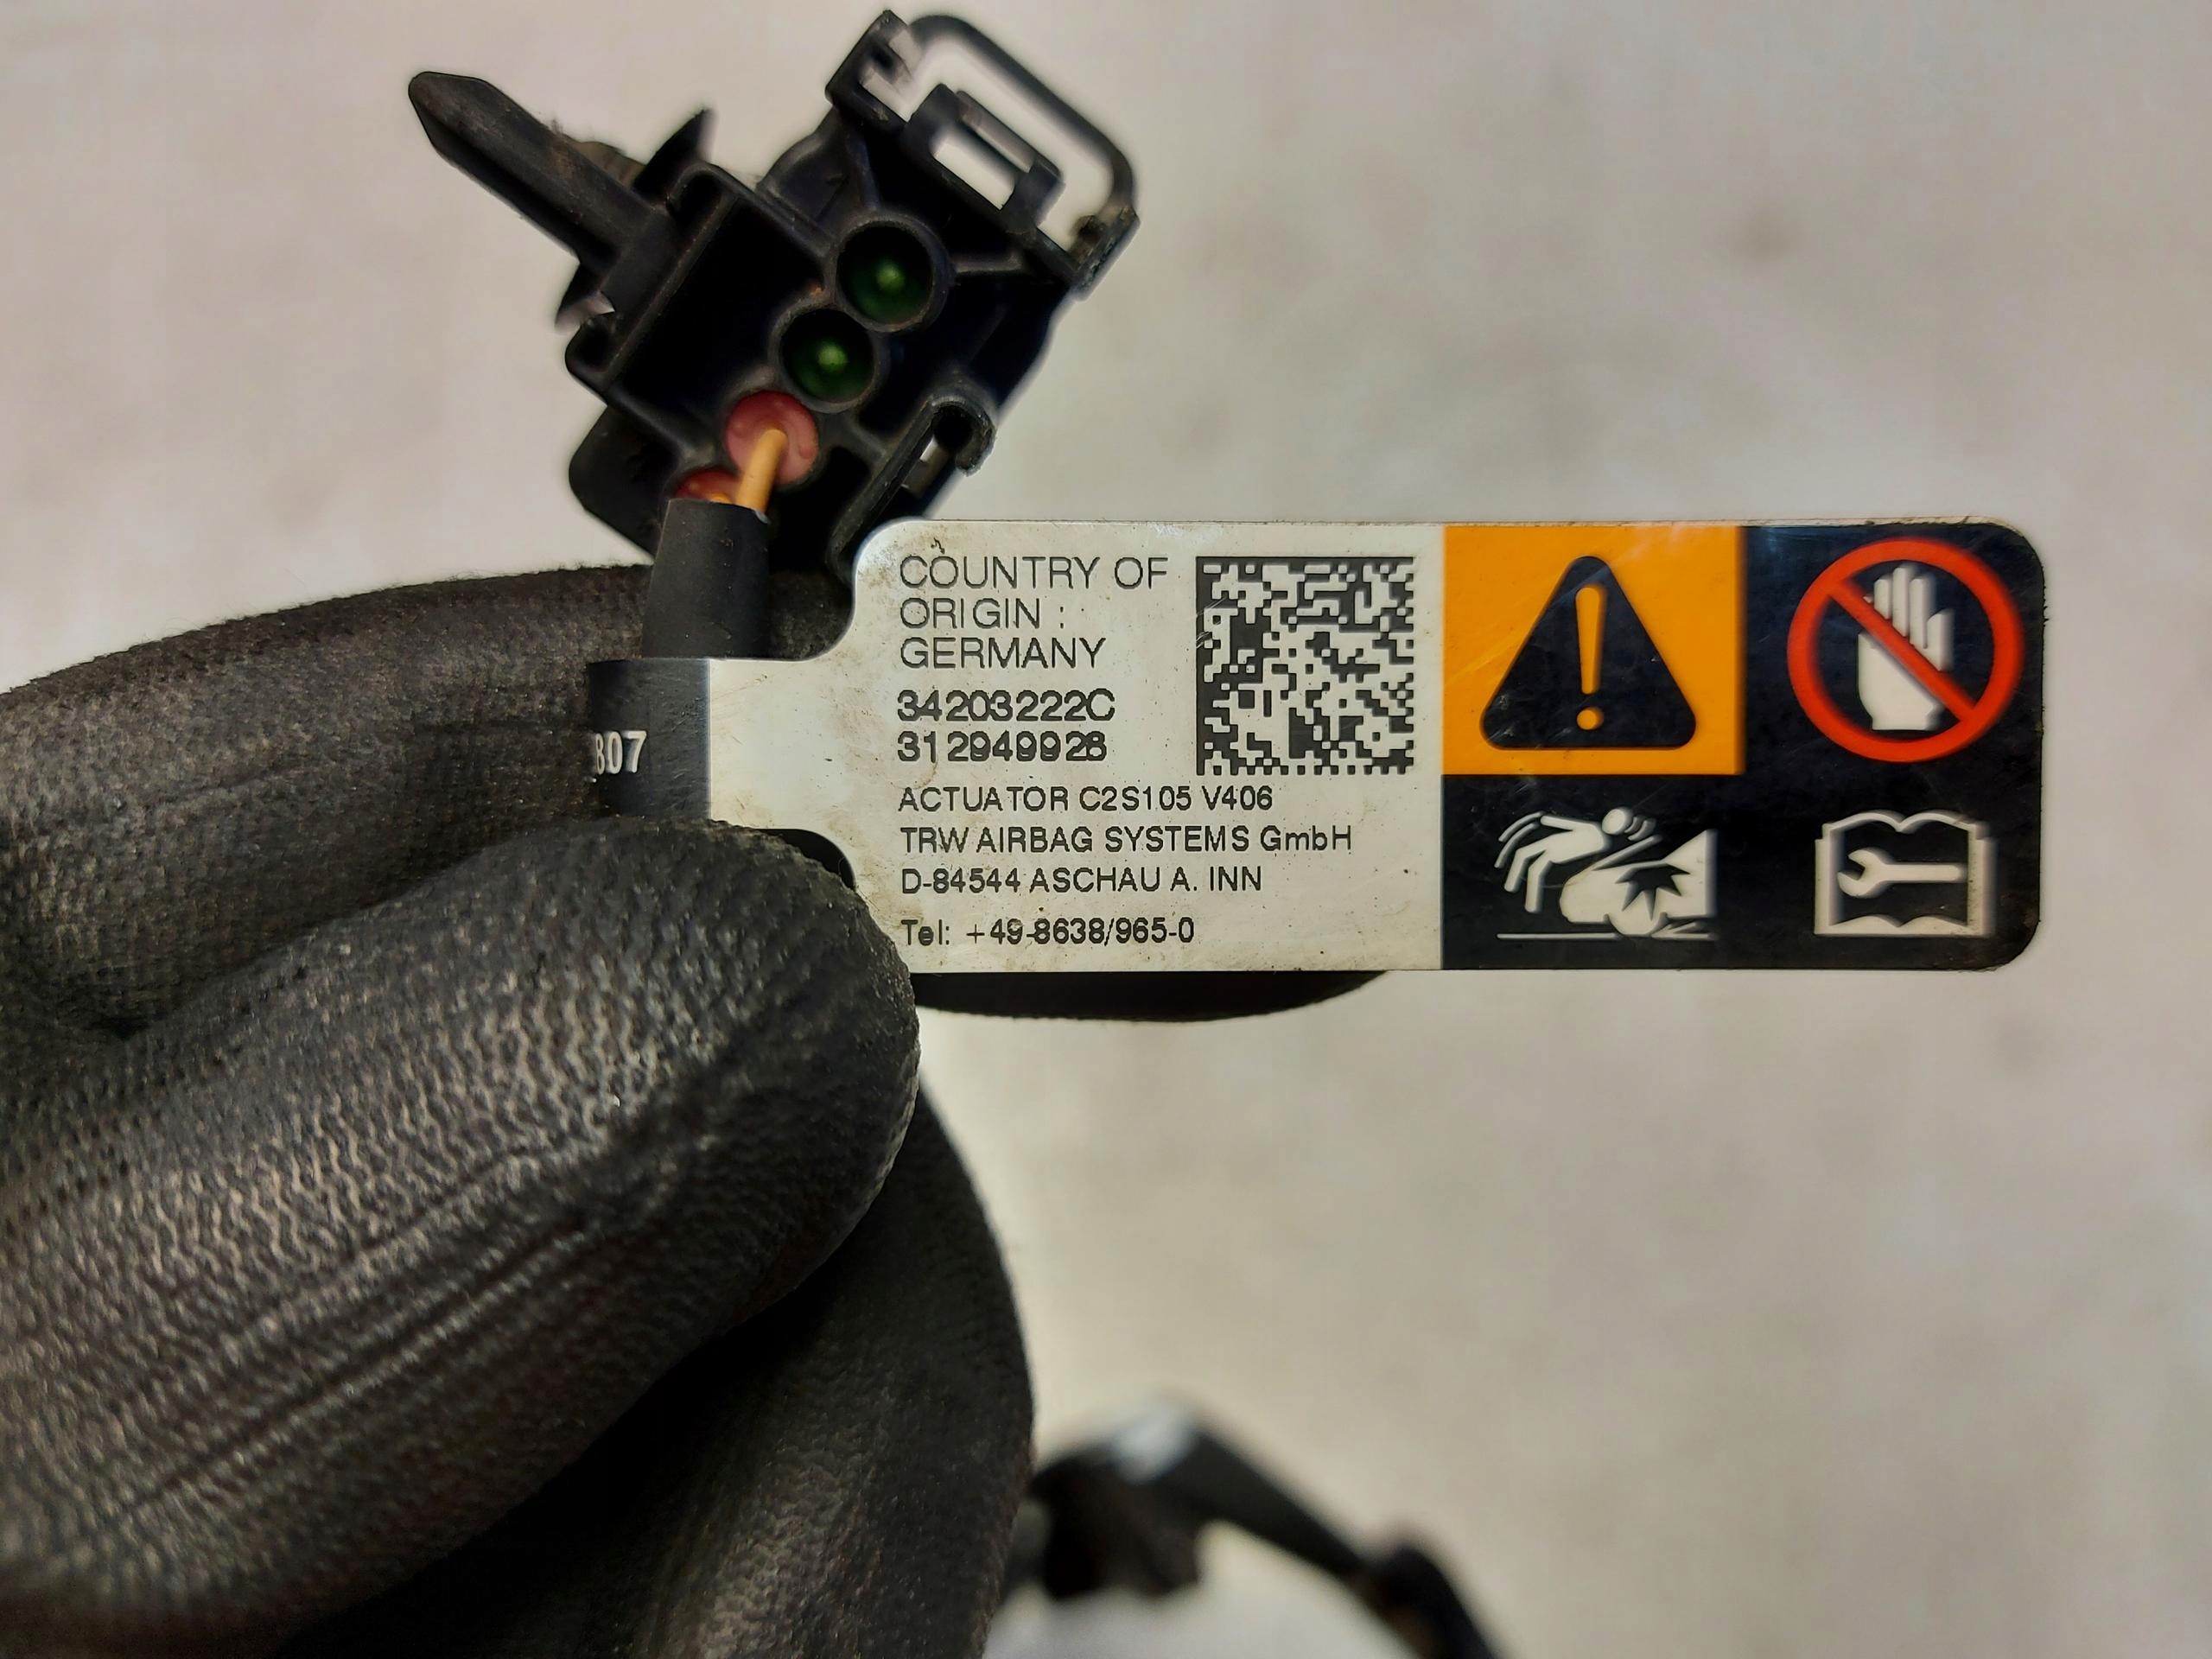 COUNTRY OF
ORIGIN :
GERMANY
34203222C
312949928
807
ACTUATOR C2S105 V406
TRW AIRBAG SYSTEMS GmbH
D-84544 ASCHAU A. INN
Tel: +49-8638/965-0